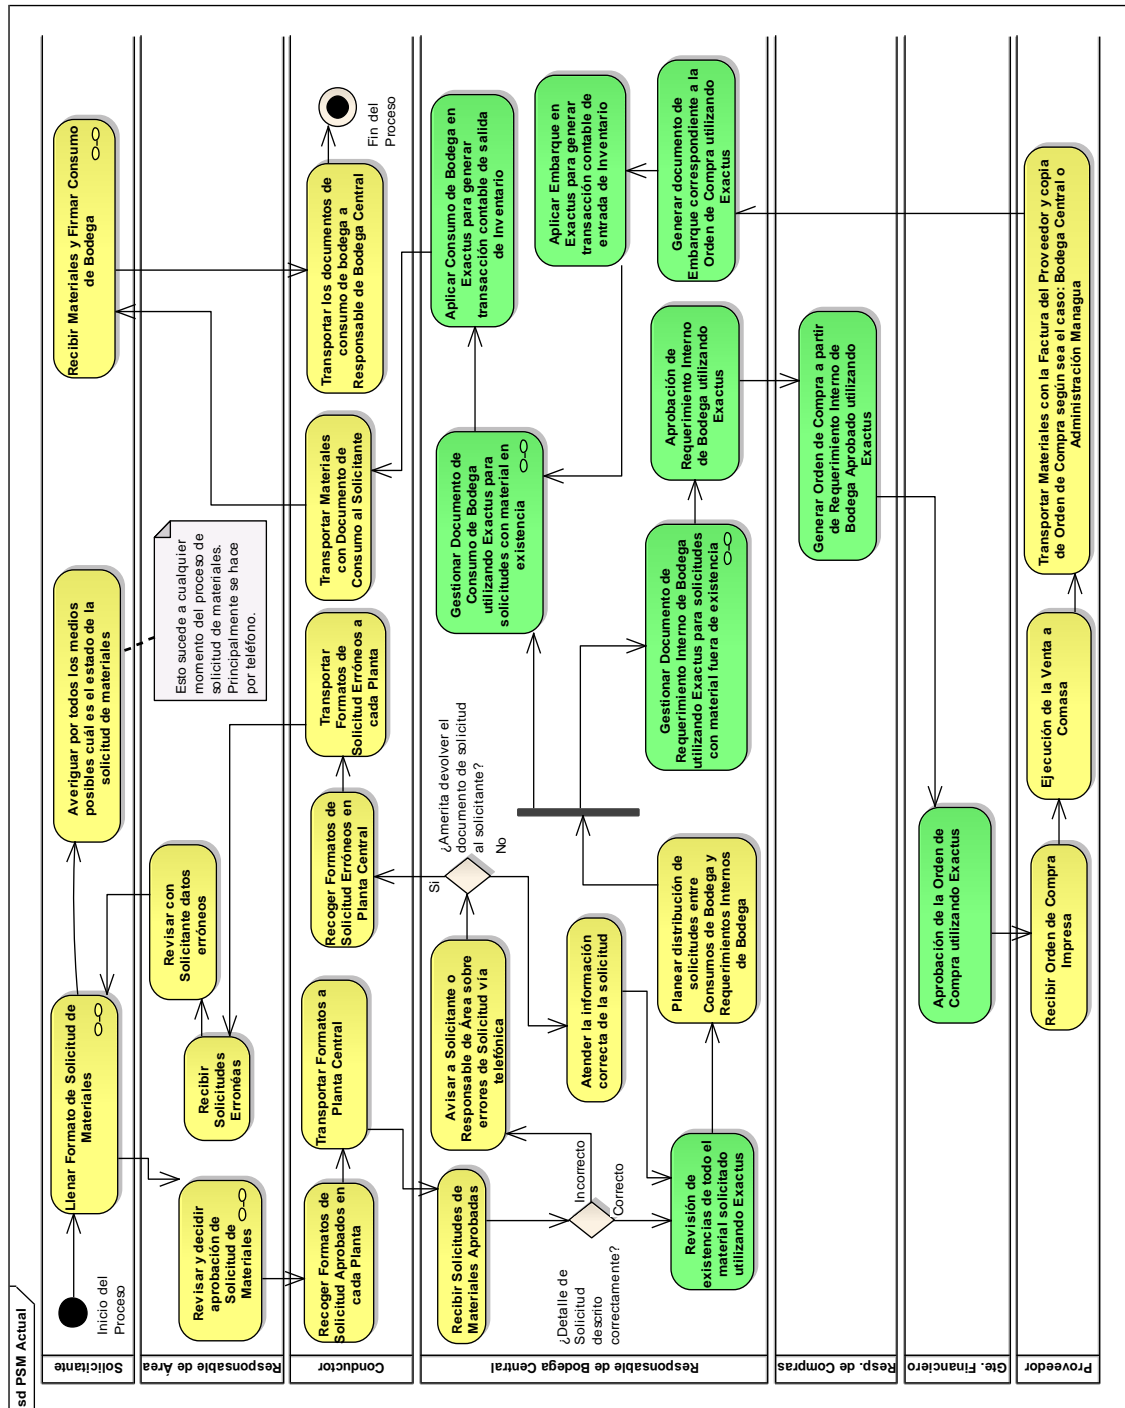 sd PSM Actual
Solicitante
Inicio del
Proceso
Llenar Formato de Solicitud de
Materiales
Averiguar por todos los medios
posibles cuál es el estado de la
solicitud de materiales
Recibir Materiales y Firmar Consumo
de Bodega
Responsable de Área
Revisar y decidir
aprobación de
Solicitud de
Materiales
Recibir
Solicitudes
Erronéas
Revisar con
Solicitante datos
erróneos
Esto sucede a cualquier
momento del proceso de
solicitud de materiales.
Principalmente se hace
por teléfono.
Conductor
Recoger Formatos de
Solicitud Aprobados en
cada Planta
Transportar Formatos a
Planta Central
Recoger Formatos de
Solicitud Erróneos en
Planta Central
Transportar
Formatos de
Solicitud Erróneos a
cada Planta
Transportar Materiales
con Documento de
Consumo al Solicitante
Transportar los documentos de
consumo de bodega a
Responsable de Bodega Central
Fin del
Proceso
Responsable de Bodega Central
Recibir Solicitudes de
Materiales Aprobadas
¿Detalle de
Solicitud
descrito
correctamente?
Incorrecto
Correcto
Avisar a Solicitante o
Responsable de Área sobre
errores de Solicitud vía
telefónica
¿Amerita devolver el
documento de solicitud
al solicitante?
Si
No
Atender la información
correcta de la solicitud
Revisión de
existencias de todo el
material solicitado
utilizando Exactus
Planear distribución de
solicitudes entre
Consumos de Bodega y
Requerimientos Internos
de Bodega
Gestionar Documento de
Consumo de Bodega
utilizando Exactus para
solicitudes con material en
existencia
Gestionar Documento de
Requerimiento Interno de Bodega
utilizando Exactus para solicitudes
con material fuera de existencia
Aprobación de
Requerimiento Interno
de Bodega utilizando
Exactus
Aplicar Consumo de Bodega en
Exactus para generar
transacción contable de salida
de Inventario
Aplicar Embarque en
Exactus para generar
transacción contable de
entrada de Inventario
Generar documento de
Embarque correspondiente a la
Orden de Compra utilizando
Exactus
Resp. de Compras
Generar Orden de Compra a partir
de Requerimiento Interno de
Bodega Aprobado utilizando
Exactus
Gte. Financiero
Aprobación de la Orden de
Compra utilizando Exactus
Proveedor
Recibir Orden de Compra
Impresa
Ejecución de la Venta a
Comasa
Transportar Materiales con la Factura del Proveedor y copia
de Orden de Compra según sea el caso: Bodega Central o
Administración Managua